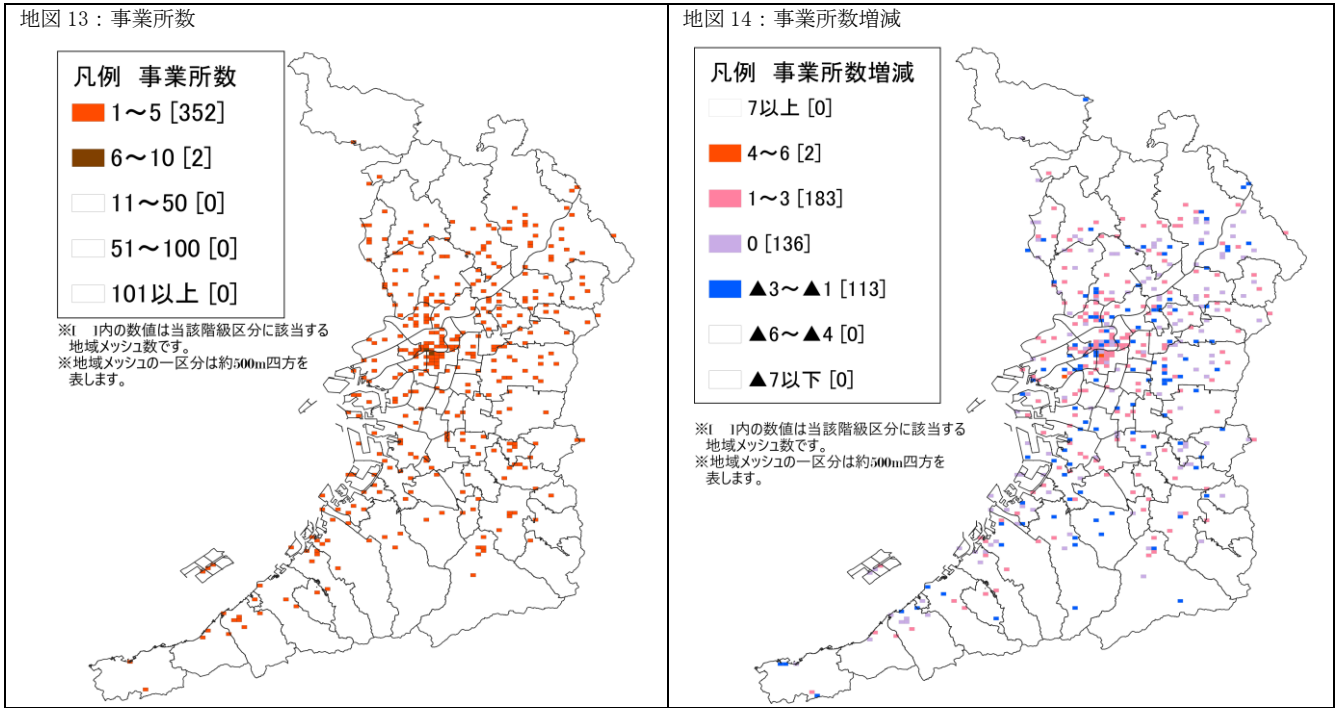 地図 13：事業所数
凡例 事業所数
1～5 [352]
6～10 [2]
11～50 [0]
51～100 [0]
101以上 [0]
※[ ]内の数値は当該階級区分に該当する
地域メッシュ数です。
※地域メッシュの一区分は約500m四方を
表します。
地図 14：事業所数増減
凡例 事業所数増減
7以上 [0]
4～6 [2]
1～3 [183]
0 [136]
▲3～▲1 [113]
▲6～▲4 [0]
▲7以下 [0]
※[ ]内の数値は当該階級区分に該当する
地域メッシュ数です。
※地域メッシュの一区分は約500m四方を
表します。